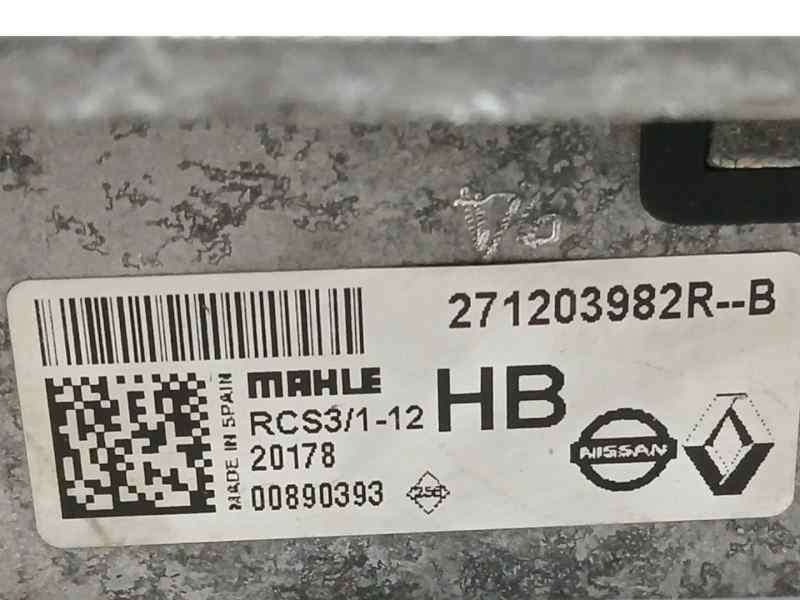 271203982R--B
MADE IN SPAIN
MAHLE
RCS3/1-12
20178
00890393
HB
NISSAN